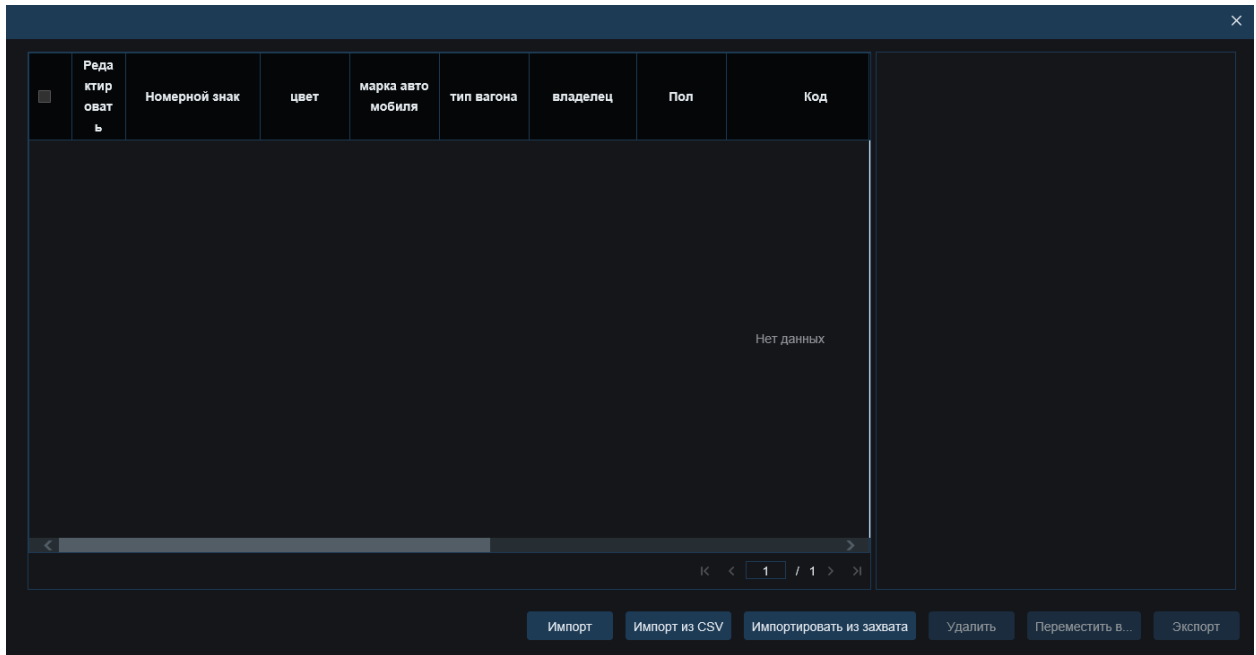 Реда
ктир
оват
ь
Номерной знак
цвет
марка авто
мобиля
тип вагона
владелец
Пол
Код
Нет данных
1 / 1
Импорт
Импорт из CSV
Импортировать из захвата
Удалить
Переместить в...
Экспорт